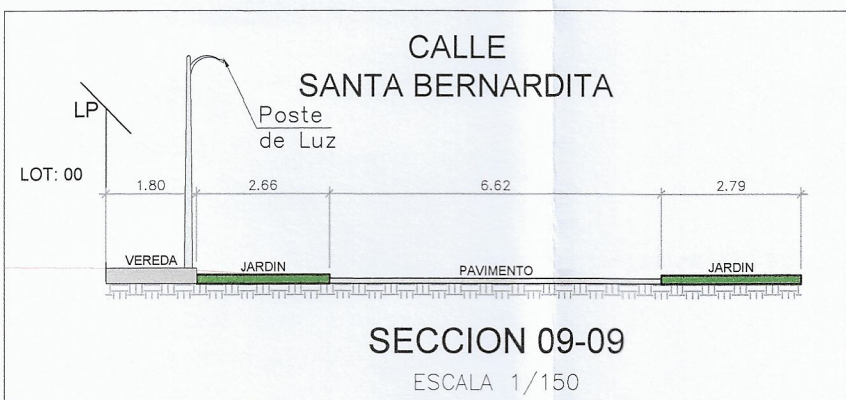 CALLE
SANTA BERNARDITA
LP
Poste
de Luz
LOT: 00
1.80
2.66
6.62
2.79
VEREDA
JARDIN
PAVIMENTO
JARDIN
SECCION 09-09
ESCALA 1/150